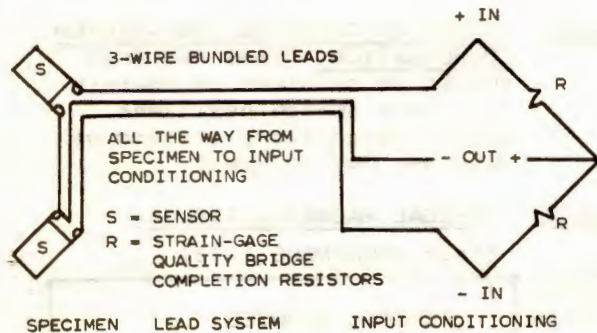 + IN
S
3-WIRE BUNDLED LEADS
R
ALL THE WAY FROM
SPECIMEN TO INPUT
CONDITIONING
- OUT +
S
S = SENSOR
R = STRAIN-GAGE
QUALITY BRIDGE
COMPLETION RESISTORS
R
- IN
SPECIMEN LEAD SYSTEM INPUT CONDITIONING